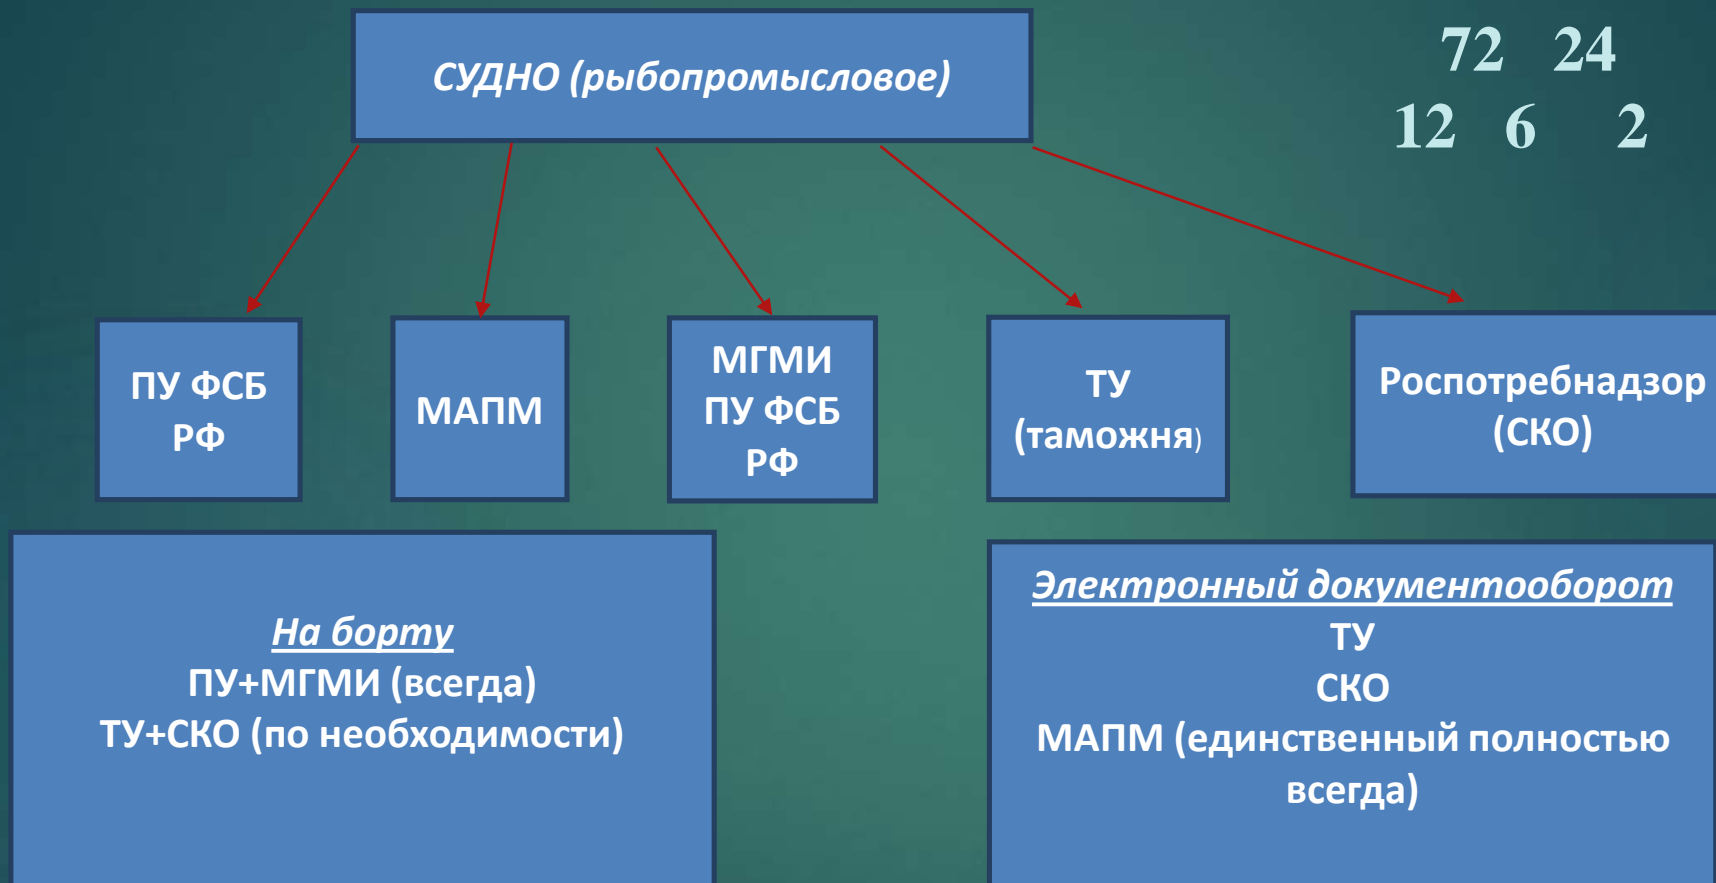 СУДНО (рыбопромысловое)
72 24
12 6 2
ПУ ФСБ
РФ
МАПМ
МГМИ
ПУ ФСБ
РФ
ТУ
(таможня)
Роспотребнадзор
(СКО)
На борту
ПУ+МГМИ (всегда)
ТУ+СКО (по необходимости)
Электронный документооборот
ТУ
СКО
МАПМ (единственный полностью
всегда)